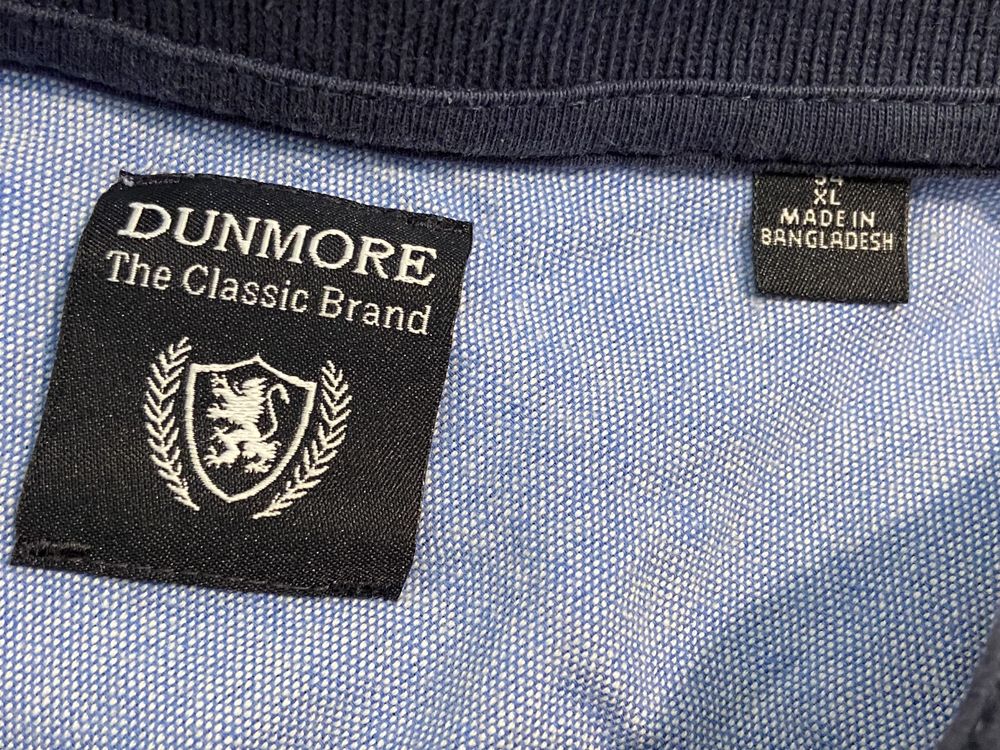 DUNMORE
The Classic Brand
XL
MADE IN
BANGLADESH